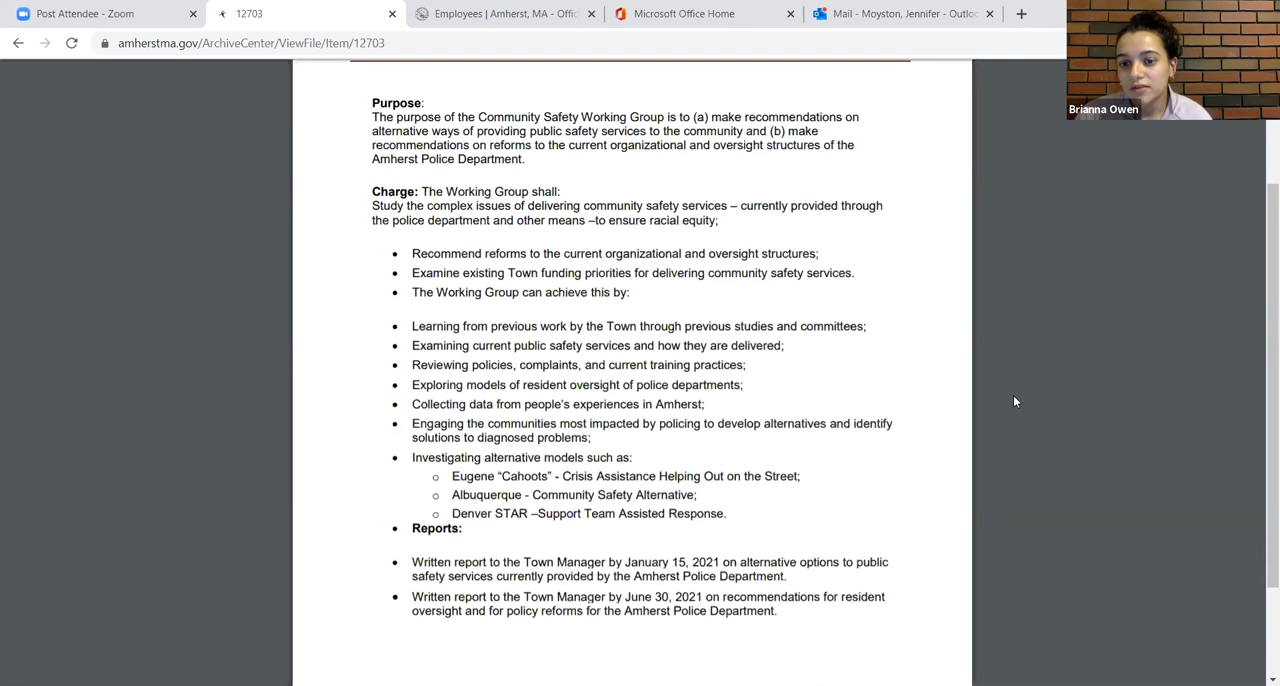 Post Attendee - Zoom
12703
Employees | Amherst, MA - Offic
Microsoft Office Home
Mail - Moyston, Jennifer - Outloo
amherstma.gov/ArchiveCenter/ViewFile/Item/12703
Brianna Owen
Purpose:
The purpose of the Community Safety Working Group is to (a) make recommendations on
alternative ways of providing public safety services to the community and (b) make
recommendations on reforms to the current organizational and oversight structures of the
Amherst Police Department.
Charge: The Working Group shall:
Study the complex issues of delivering community safety services – currently provided through
the police department and other means –to ensure racial equity;
• Recommend reforms to the current organizational and oversight structures;
• Examine existing Town funding priorities for delivering community safety services.
• The Working Group can achieve this by:
• Learning from previous work by the Town through previous studies and committees;
• Examining current public safety services and how they are delivered;
• Reviewing policies, complaints, and current training practices;
• Exploring models of resident oversight of police departments;
• Collecting data from people’s experiences in Amherst;
• Engaging the communities most impacted by policing to develop alternatives and identify
solutions to diagnosed problems;
• Investigating alternative models such as:
o Eugene “Cahoots” - Crisis Assistance Helping Out on the Street;
o Albuquerque - Community Safety Alternative;
o Denver STAR –Support Team Assisted Response.
• Reports:
• Written report to the Town Manager by January 15, 2021 on alternative options to public
safety services currently provided by the Amherst Police Department.
• Written report to the Town Manager by June 30, 2021 on recommendations for resident
oversight and for policy reforms for the Amherst Police Department.